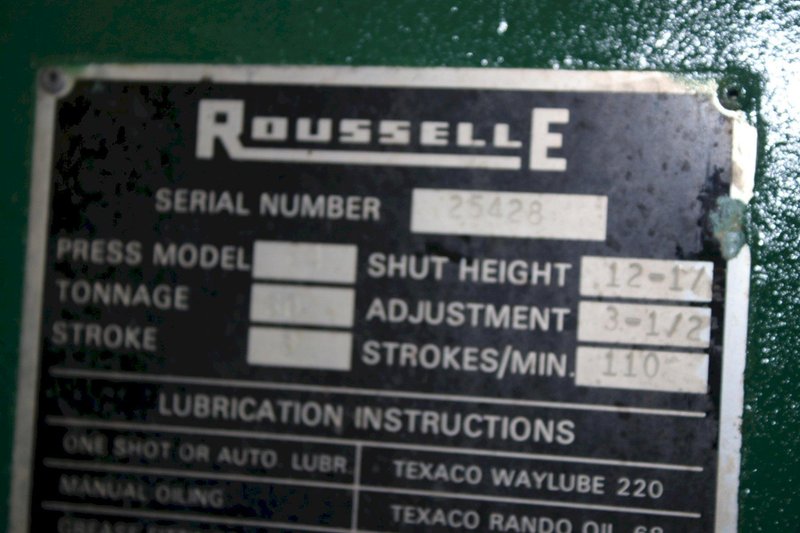 ROUSSELLE
SERIAL NUMBER 25428
PRESS MODEL SHUT HEIGHT 12-1/
TONNAGE ADJUSTMENT 3-1/2
STROKE STROKES/MIN. 110
LUBRICATION INSTRUCTIONS
ONE SHOT OR AUTO. LUBR. TEXACO WAYLUBE 220
MANUAL OILING TEXACO RANDO OIL 68